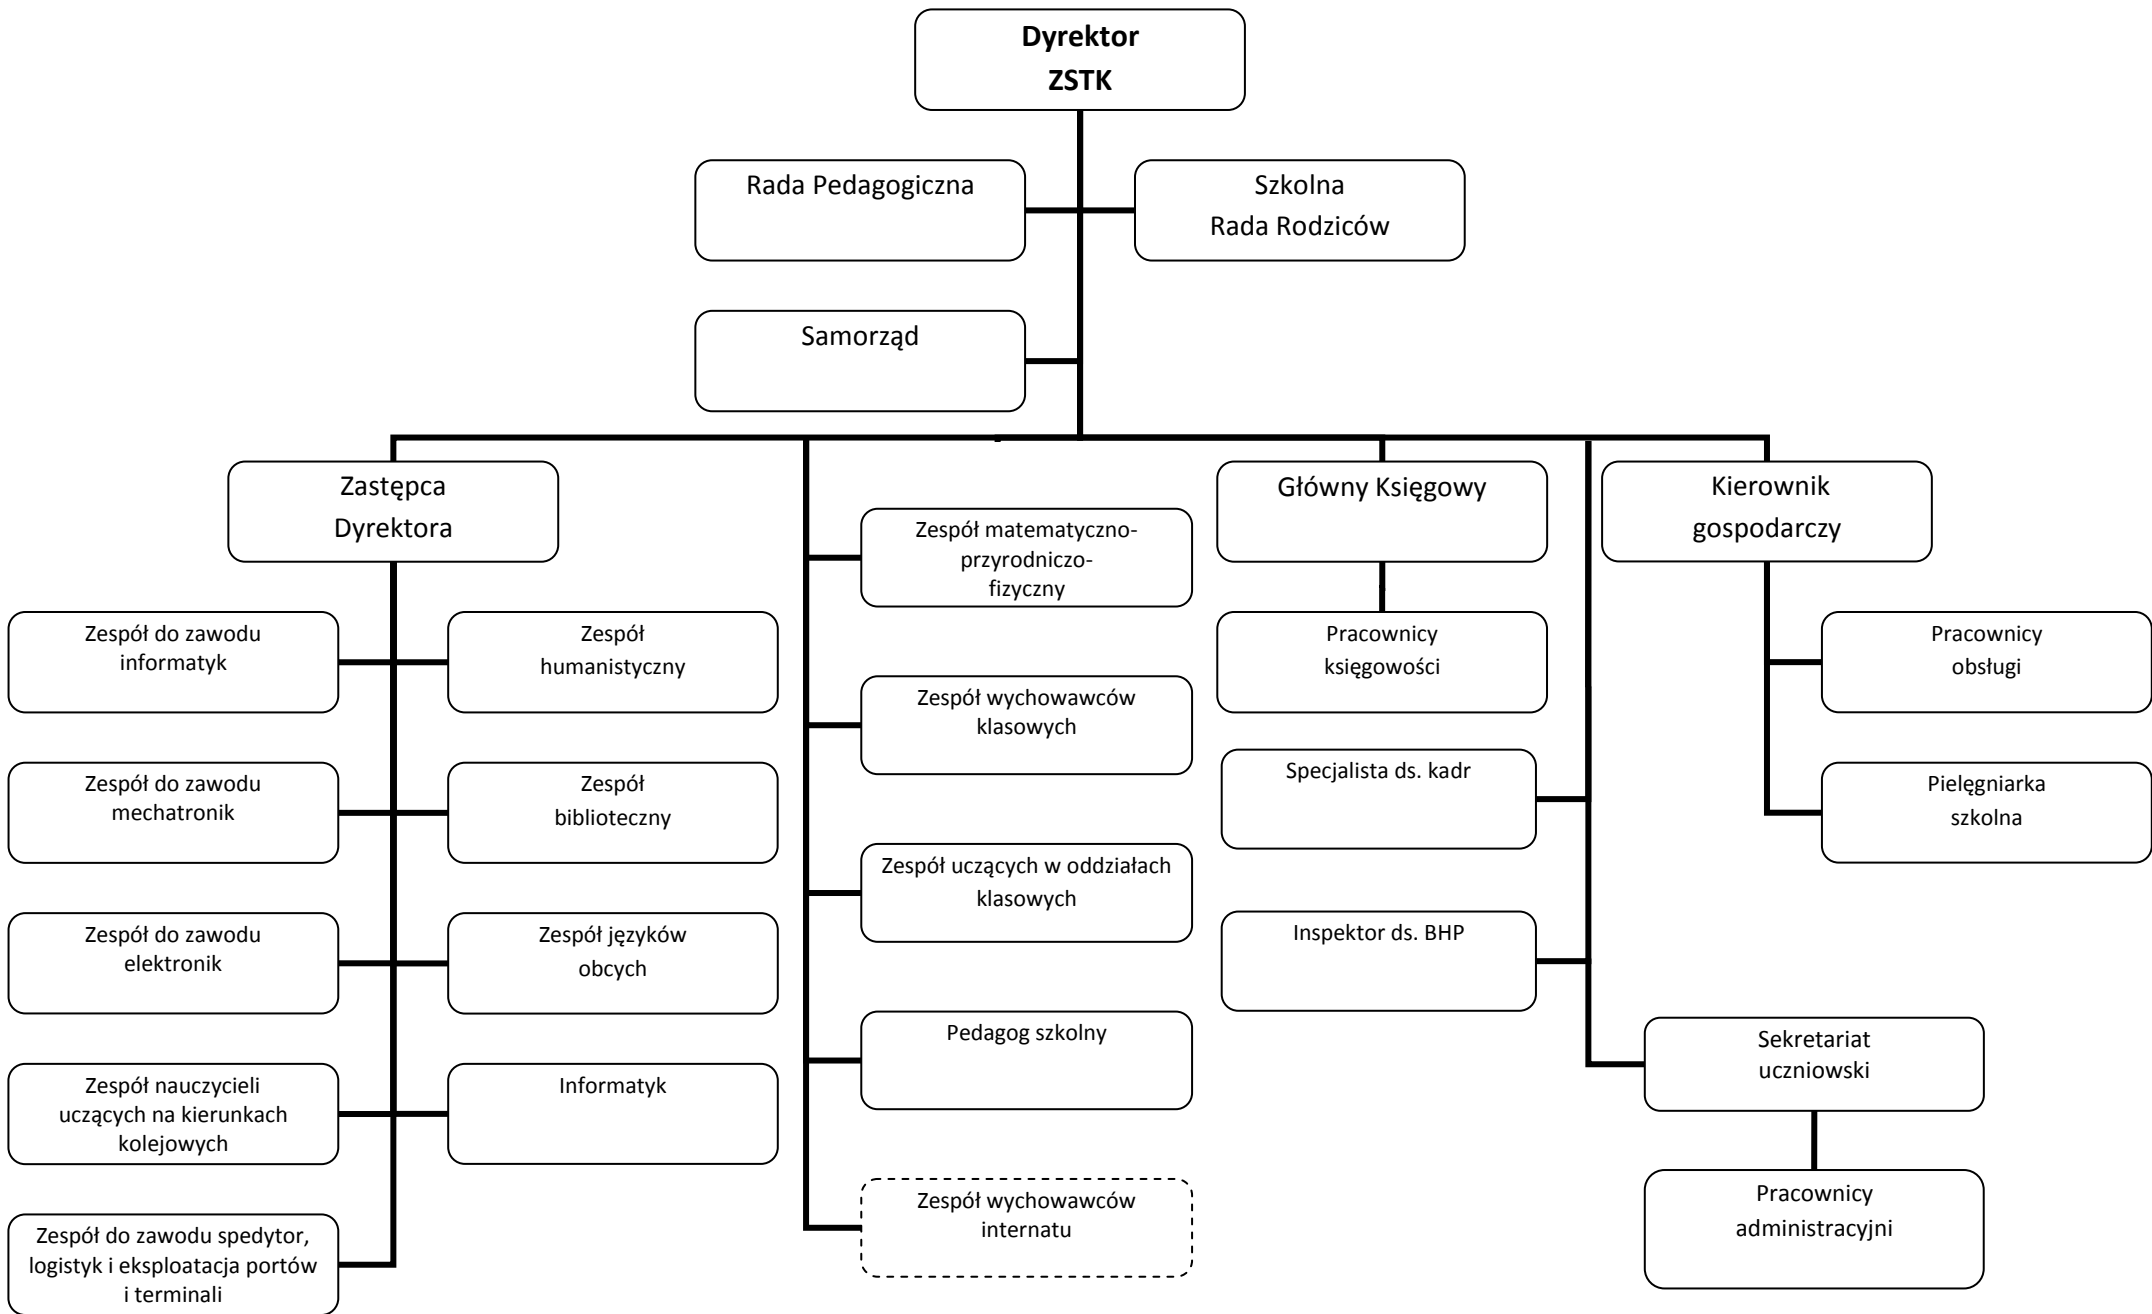 Dyrektor
ZSTK
Rada Pedagogiczna
Szkolna
Rada Rodziców
Samorząd
Zastępca
Dyrektora
Zespół do zawodu
informatyk
Zespół
humanistyczny
Zespół do zawodu
mechatronik
Zespół
biblioteczny
Zespół do zawodu
elektronik
Zespół języków
obcych
Zespół nauczycieli
uczących na kierunkach
kolejowych
Informatyk
Zespół do zawodu spedytor,
logistyk i eksploatacja portów
i terminali
Zespół matematyczno-
przyrodniczo-
fizyczny
Zespół wychowawców
klasowych
Zespół uczących w oddziałach
klasowych
Pedagog szkolny
Zespół wychowawców
internatu
Główny Księgowy
Pracownicy
księgowości
Specjalista ds. kadr
Inspektor ds. BHP
Sekretariat
uczniowski
Pracownicy
administracyjni
Kierownik
gospodarczy
Pracownicy
obsługi
Pielęgniarka
szkolna